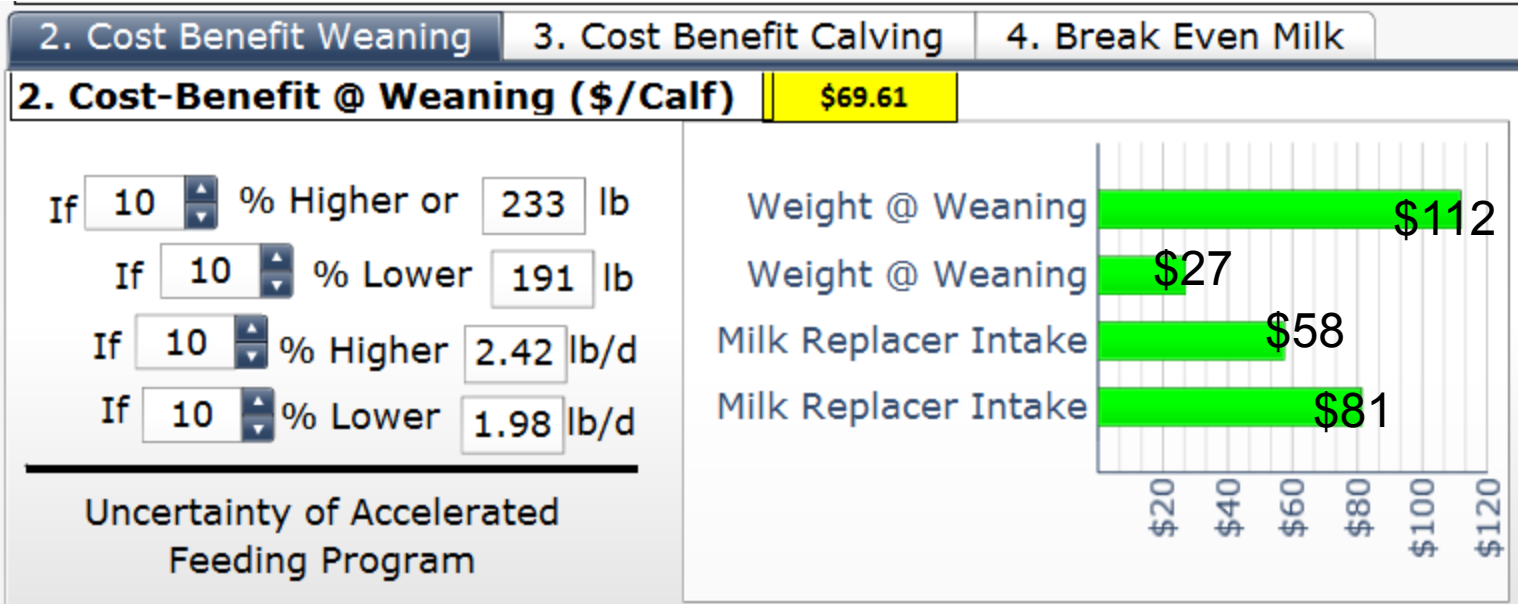 2. Cost Benefit Weaning 3. Cost Benefit Calving 4. Break Even Milk
2. Cost-Benefit @ Weaning ($/Calf) $69.61
If 10 % Higher or 233 lb
If 10 % Lower 191 lb
If 10 % Higher 2.42 lb/d
If 10 % Lower 1.98 lb/d
Uncertainty of Accelerated
Feeding Program
Weight @ Weaning $112
Weight @ Weaning $27
Milk Replacer Intake $58
Milk Replacer Intake $81
$20 $40 $60 $80 $100 $120